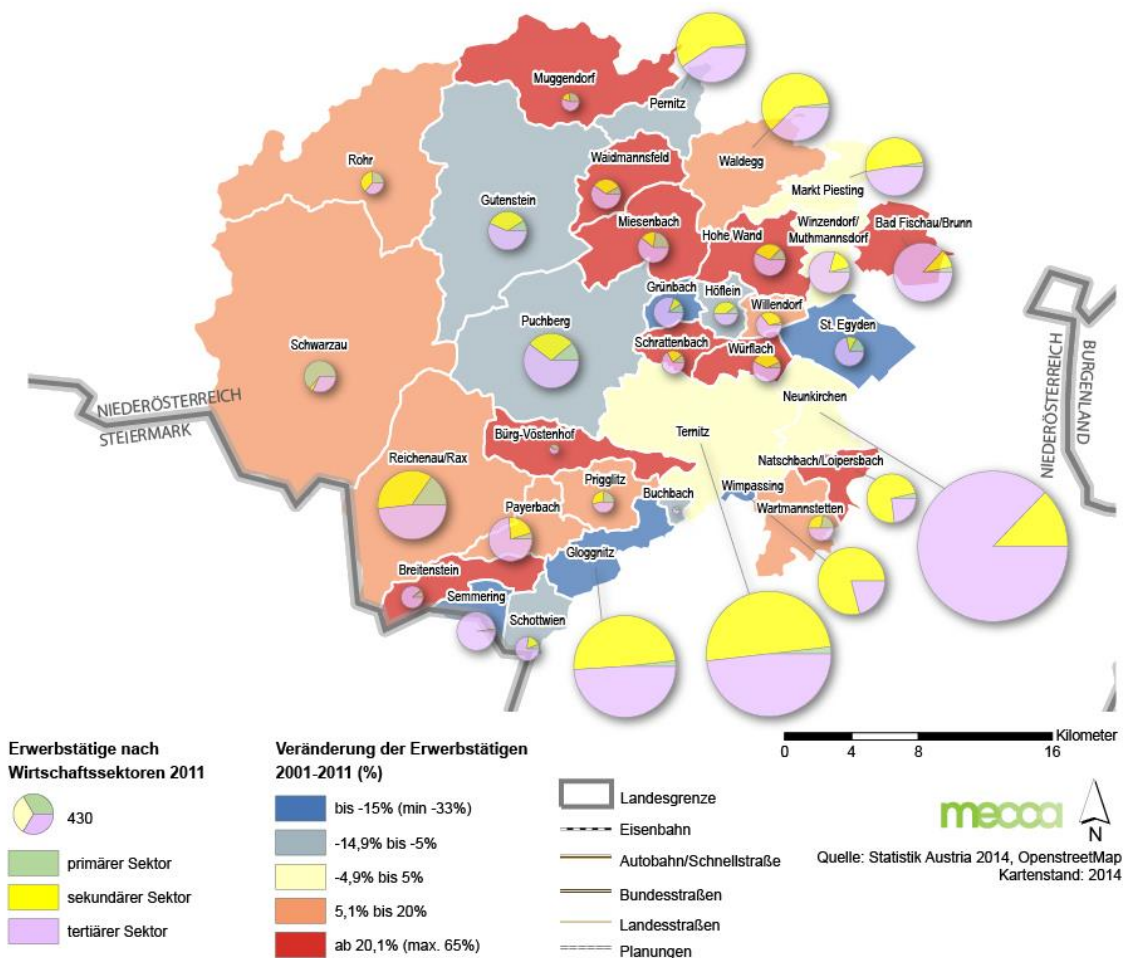 Muggendorf
Pernitz
Rohr
Waidmannsfeld
Waldegg
Markt Piesting
Gutenstein
Miesenbach
Hohe Wand
Winzendorf/
Muthmannsdorf
Bad Fischau/Brunn
Grünbach
Höflein
Willendorf
Puchberg
St. Egyden
Schwarzau
Schrattenbach
Würflach
Neunkirchen
NIEDERÖSTERREICH
STEIERMARK
NIEDERÖSTERREICH
BURGENLAND
Bürg-Vöstenhof
Ternitz
Reichenau/Rax
Natschbach/Loipersbach
Prigglitz
Wimpassing
Payerbach
Buchbach
Wartmannstetten
Gloggnitz
Breitenstein
Semmering
Schottwien
Erwerbstätige nach
Wirtschaftssektoren 2011
430
primärer Sektor
sekundärer Sektor
tertiärer Sektor
Veränderung der Erwerbstätigen
2001-2011 (%)
bis -15% (min -33%)
-14,9% bis -5%
-4,9% bis 5%
5,1% bis 20%
ab 20,1% (max. 65%)
Landesgrenze
Eisenbahn
Autobahn/Schnellstraße
Bundesstraßen
Landesstraßen
Planungen
Kilometer
0 4 8 16
mecca
N
Quelle: Statistik Austria 2014, OpenstreetMap
Kartenstand: 2014